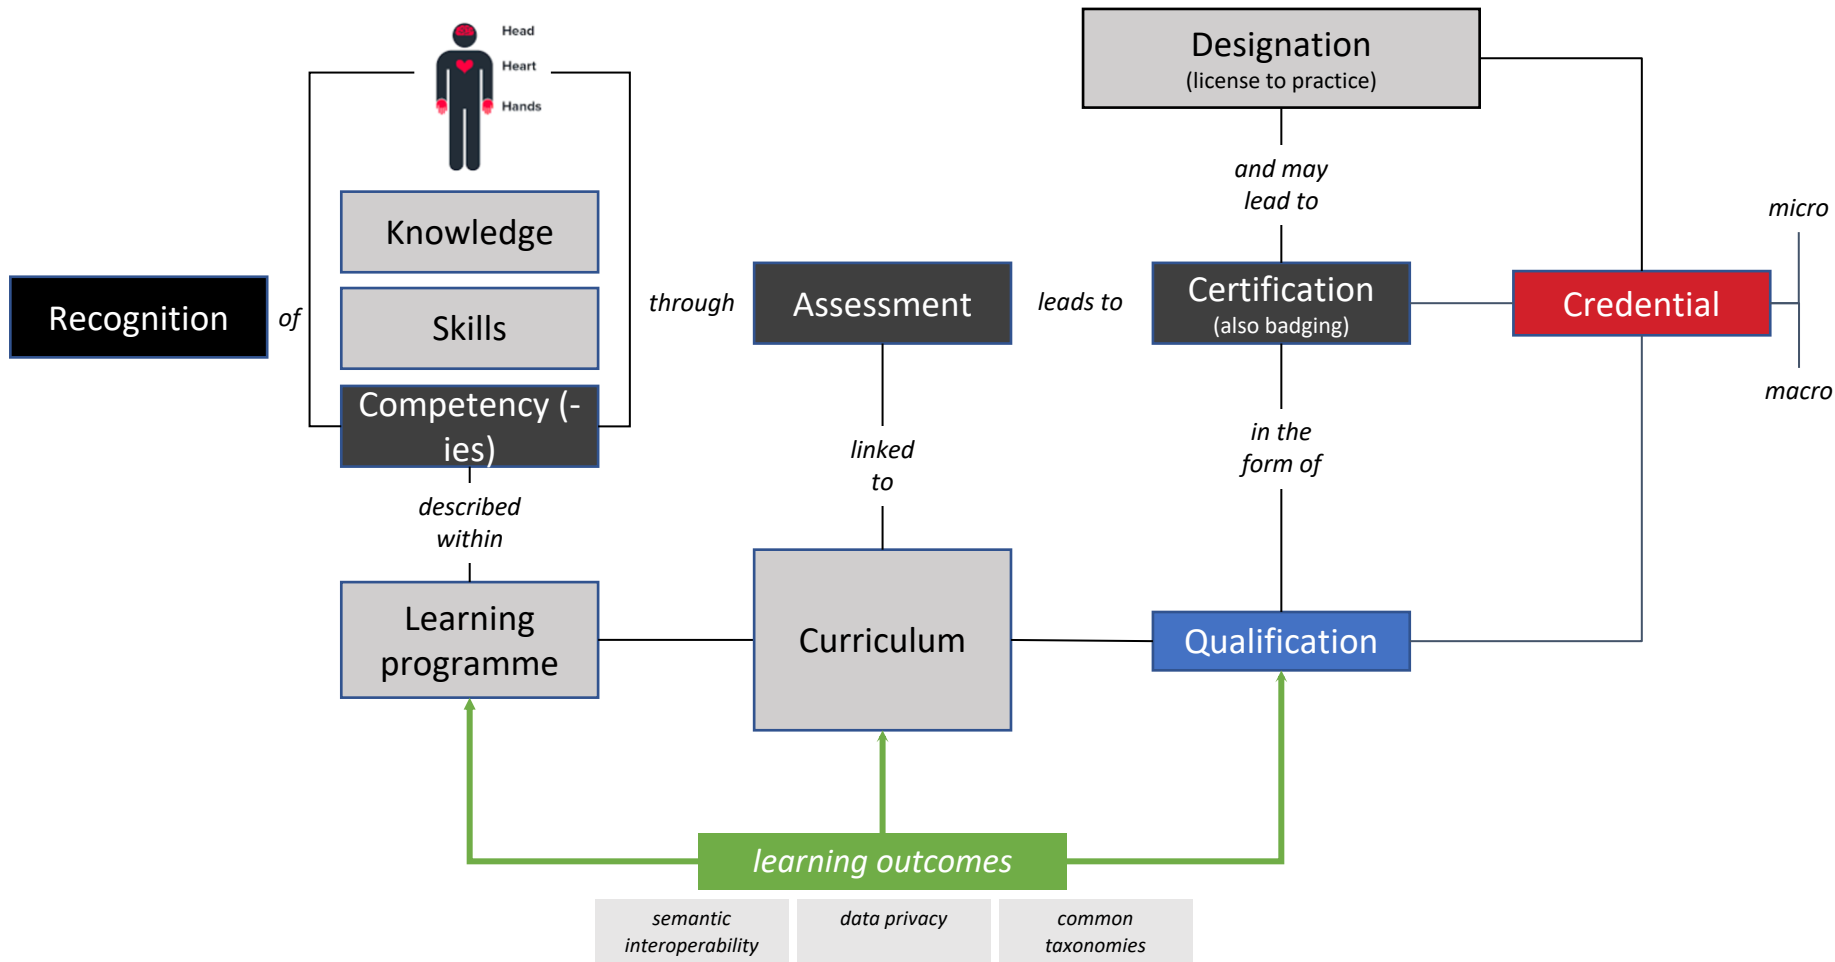 Head
Heart
Hands
Designation
(license to practice)
and may
lead to
micro
Knowledge
Recognition
of
Skills
through
Assessment
leads to
Certification
(also badging)
Credential
macro
Competency (-
ies)
described
within
linked
to
in the
form of
Learning
programme
Curriculum
Qualification
learning outcomes
semantic
interoperability
data privacy
common
taxonomies